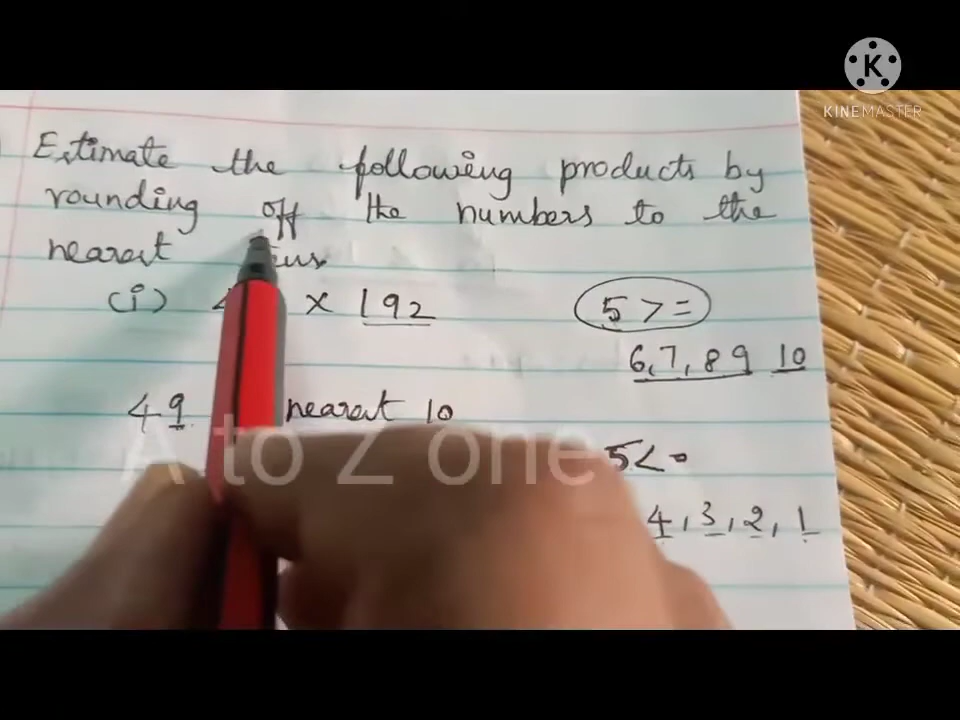 K
KINEMASTER
Estimate the following products by
rounding off the numbers to the
nearest
(i) 4 × 192
5 > =
6, 7, 8 9 10
49 nearest 10
A to Z one
5 <
4, 3, 2, 1